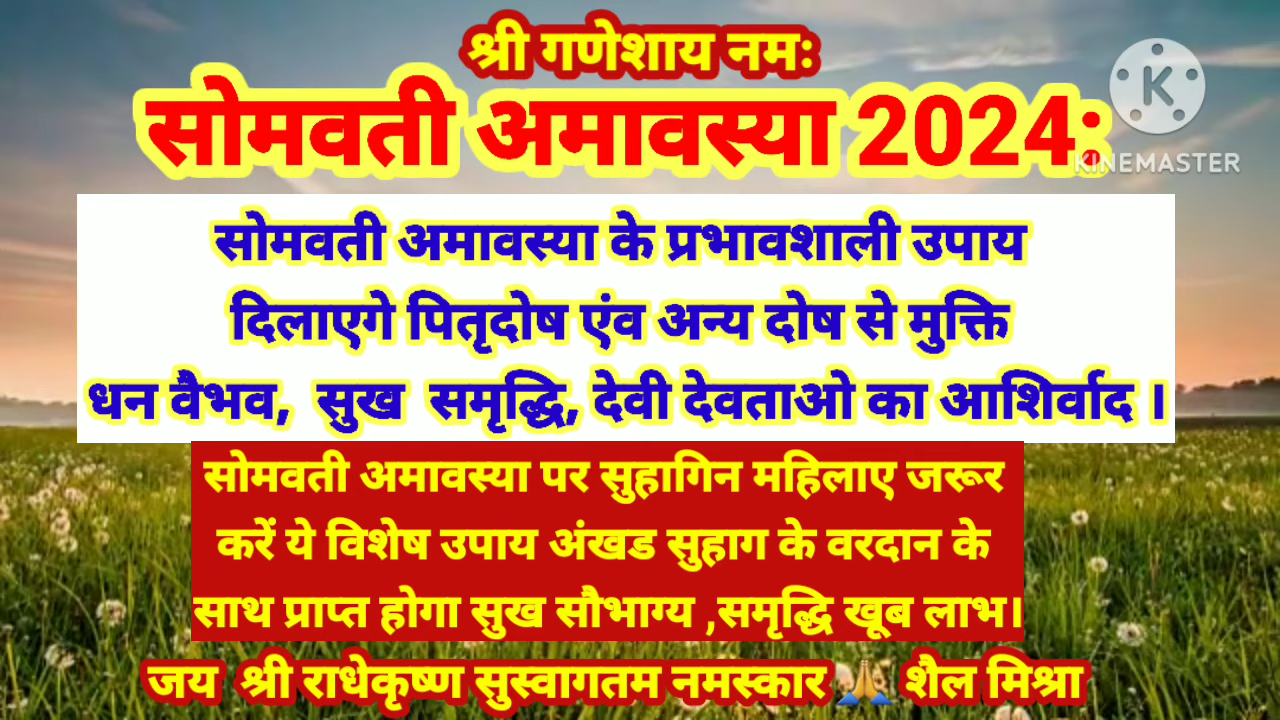 श्री गणेशाय नमः
सोमवती अमावस्या 2024:
KINEMASTER
सोमवती अमावस्या के प्रभावशाली उपाय
दिलाएगे पितृदोष एंव अन्य दोष से मुक्ति
धन वैभव, सुख समृद्धि, देवी देवताओ का आशिर्वाद ।
सोमवती अमावस्या पर सुहागिन महिलाए जरूर
करें ये विशेष उपाय अंखड सुहाग के वरदान के
साथ प्राप्त होगा सुख सौभाग्य ,समृद्धि खूब लाभ।
जय श्री राधेकृष्ण सुस्वागतम नमस्कार 🙏 शैल मिश्रा